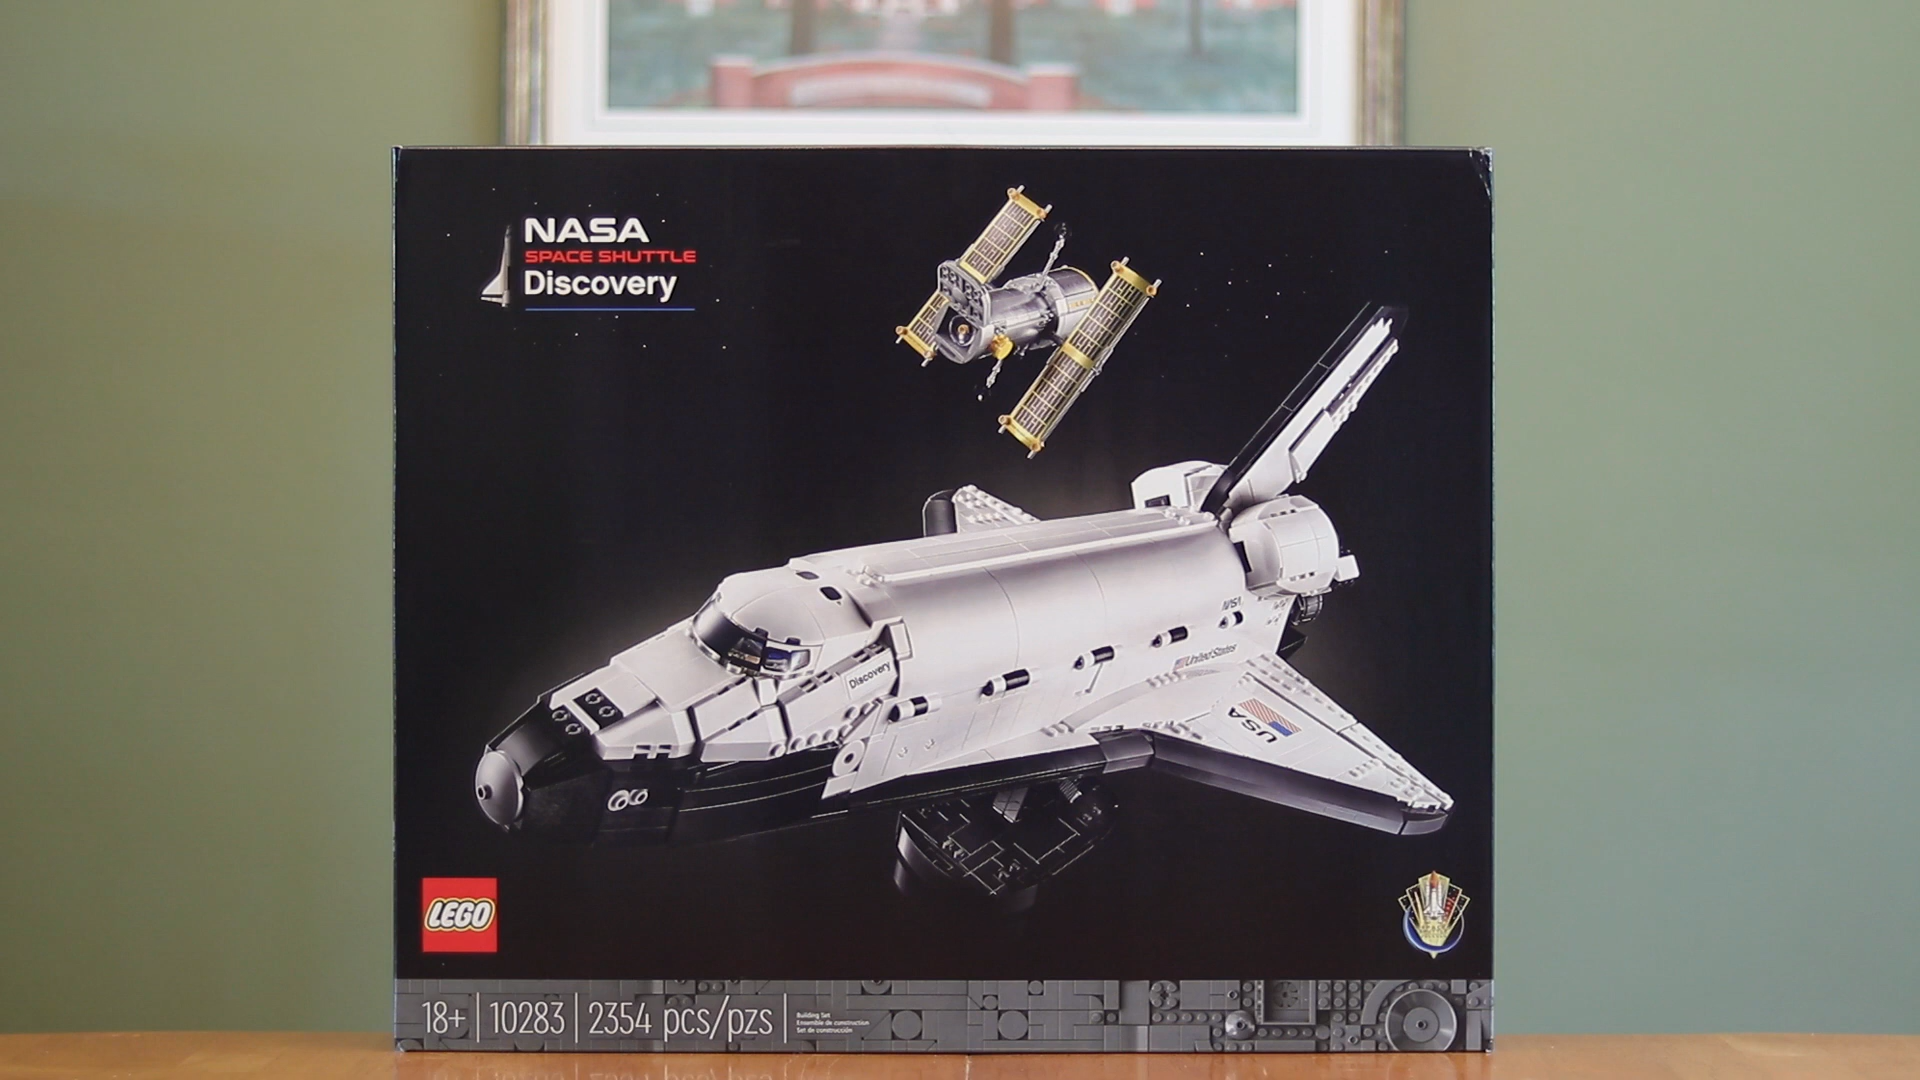 NASA
SPACE SHUTTLE
Discovery
NASA
United States
Discovery
USA
LEGO
18+ | 10283 | 2354 pcs/pzs
Building Set
Ensemble de construction
Set de construcción